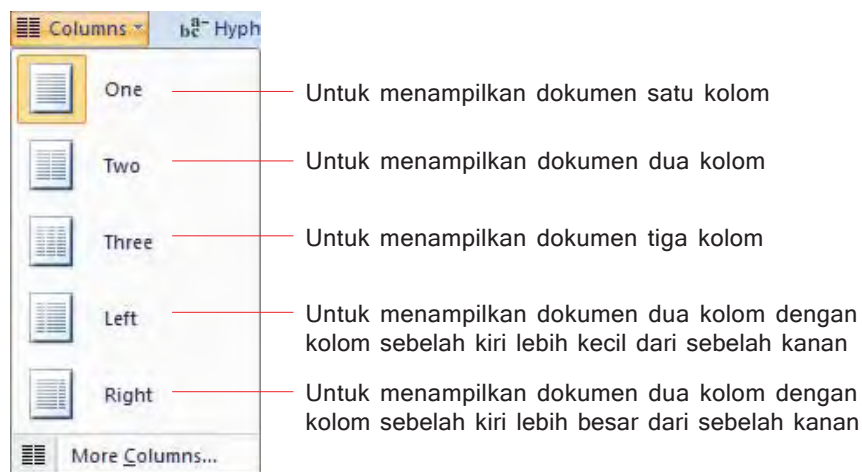 Columns bc a- Hyph
One Untuk menampilkan dokumen satu kolom
Two Untuk menampilkan dokumen dua kolom
Three Untuk menampilkan dokumen tiga kolom
Left Untuk menampilkan dokumen dua kolom dengan
kolom sebelah kiri lebih kecil dari sebelah kanan
Right Untuk menampilkan dokumen dua kolom dengan
kolom sebelah kiri lebih besar dari sebelah kanan
More Columns...